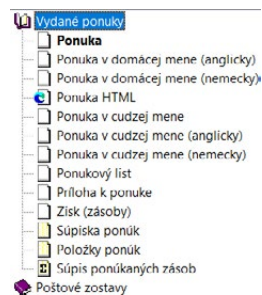 Vydané ponuky
Ponuka
Ponuka v domácej mene (anglicky)
Ponuka v domácej mene (nemecky)
Ponuka HTML
Ponuka v cudzej mene
Ponuka v cudzej mene (anglicky)
Ponuka v cudzej mene (nemecky)
Ponukový list
Príloha k ponuke
Zisk (zásoby)
Súpiska ponúk
Položky ponúk
Súpis ponúkaných zásob
Poštové zostavy